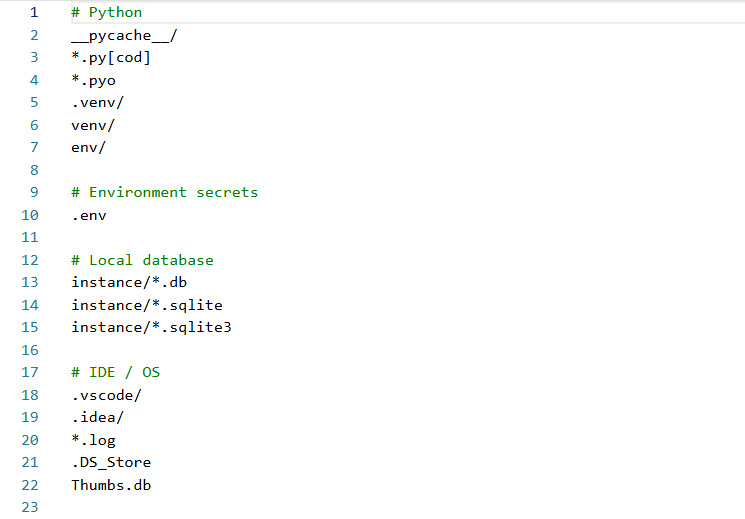 1 # Python
2 __pycache__/
3 *.py[cod]
4 *.pyo
5 .venv/
6 venv/
7 env/
8
9 # Environment secrets
10 .env
11
12 # Local database
13 instance/*.db
14 instance/*.sqlite
15 instance/*.sqlite3
16
17 # IDE / OS
18 .vscode/
19 .idea/
20 *.log
21 .DS_Store
22 Thumbs.db
23